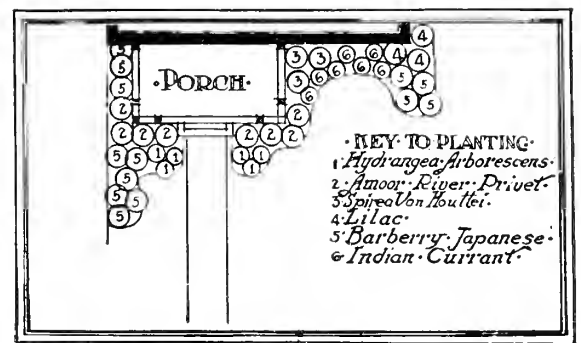 ·PORCH·
·KEY·TO·PLANTING·
1·Hydrangea·Arborescens·
2·Amoor·River·Privet·
3 Spirea Von Houttei·
4·Lilac·
5·Barberry·Japanese·
6·Indian·Currant·